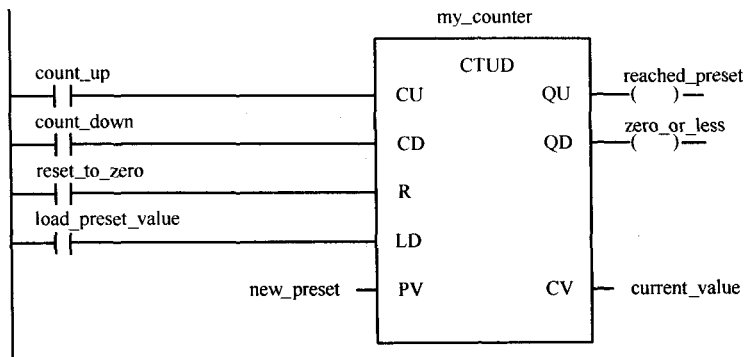 my_counter
CTUD
count_up
CU
QU
reached_preset
count_down
CD
QD
zero_or_less
reset_to_zero
R
load_preset_value
LD
new_preset
PV
CV
current_value